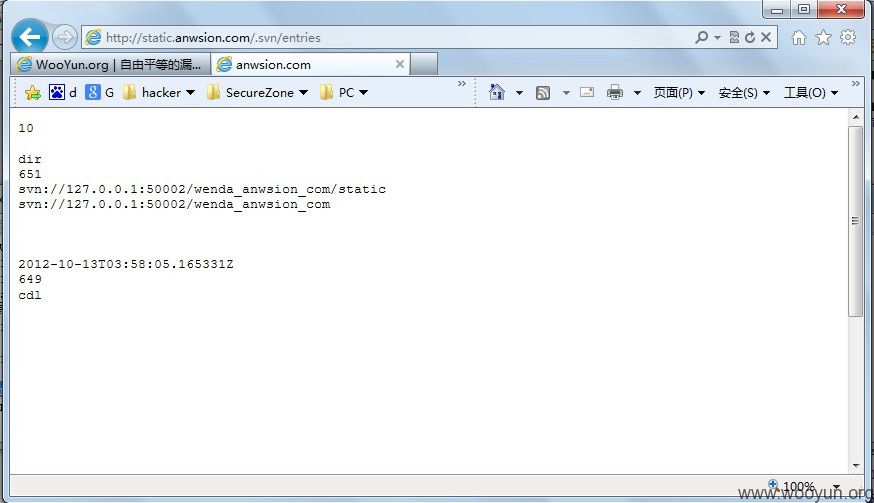 http://static.anwsion.com/.svn/entries
WooYun.org | 自由平等的漏... anwsion.com
d G hacker SecureZone PC 页面(P) 安全(S) 工具(O)
10
dir
651
svn://127.0.0.1:50002/wenda_anwsion_com/static
svn://127.0.0.1:50002/wenda_anwsion_com
2012-10-13T03:58:05.165331Z
649
cdl
100%
www.wooyun.org